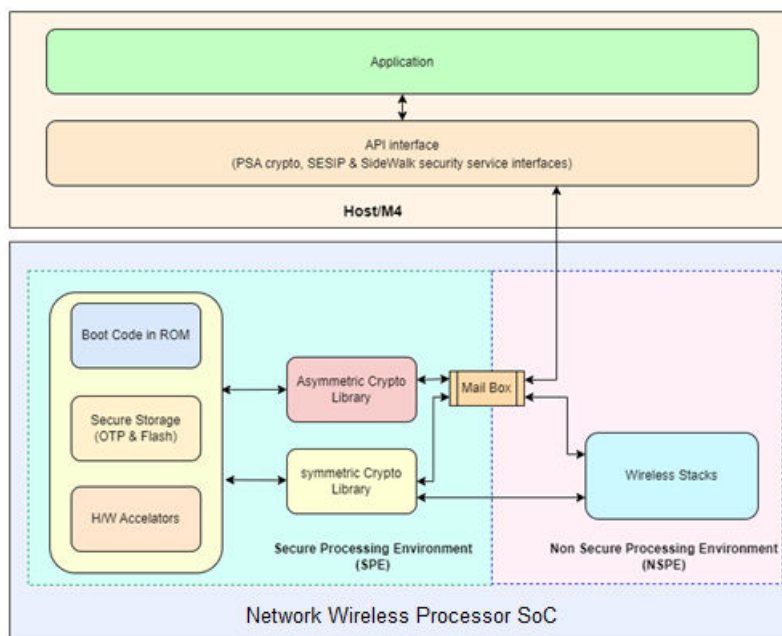 Application
API interface
(PSA crypto, SESIP & SideWalk security service interfaces)
Host/M4
Boot Code in ROM
Secure Storage
(OTP & Flash)
H/W Accelators
Asymmetric Crypto
Library
symmetric Crypto
Library
Mail Box
Wireless Stacks
Secure Processing Environment
(SPE)
Non Secure Processing Environment
(NSPE)
Network Wireless Processor SoC